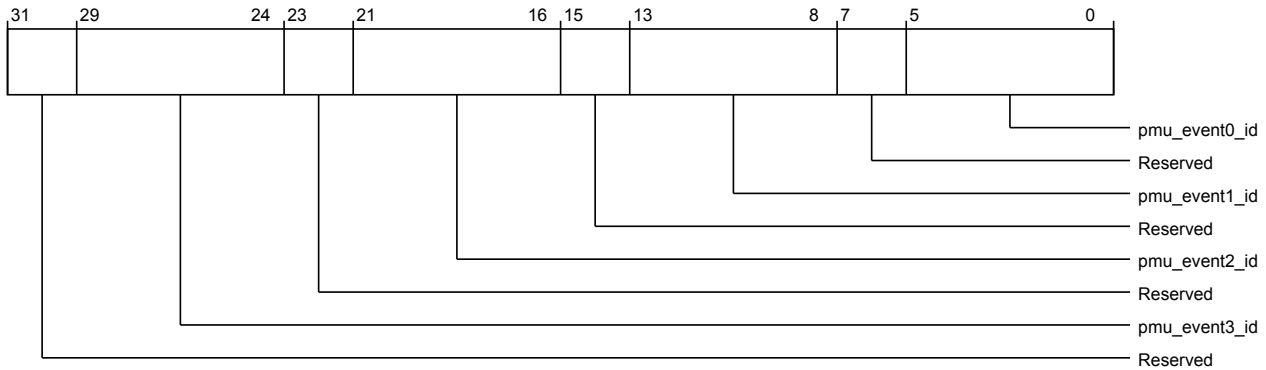 31 29 24 23 21 16 15 13 8 7 5 0
pmu_event0_id
Reserved
pmu_event1_id
Reserved
pmu_event2_id
Reserved
pmu_event3_id
Reserved